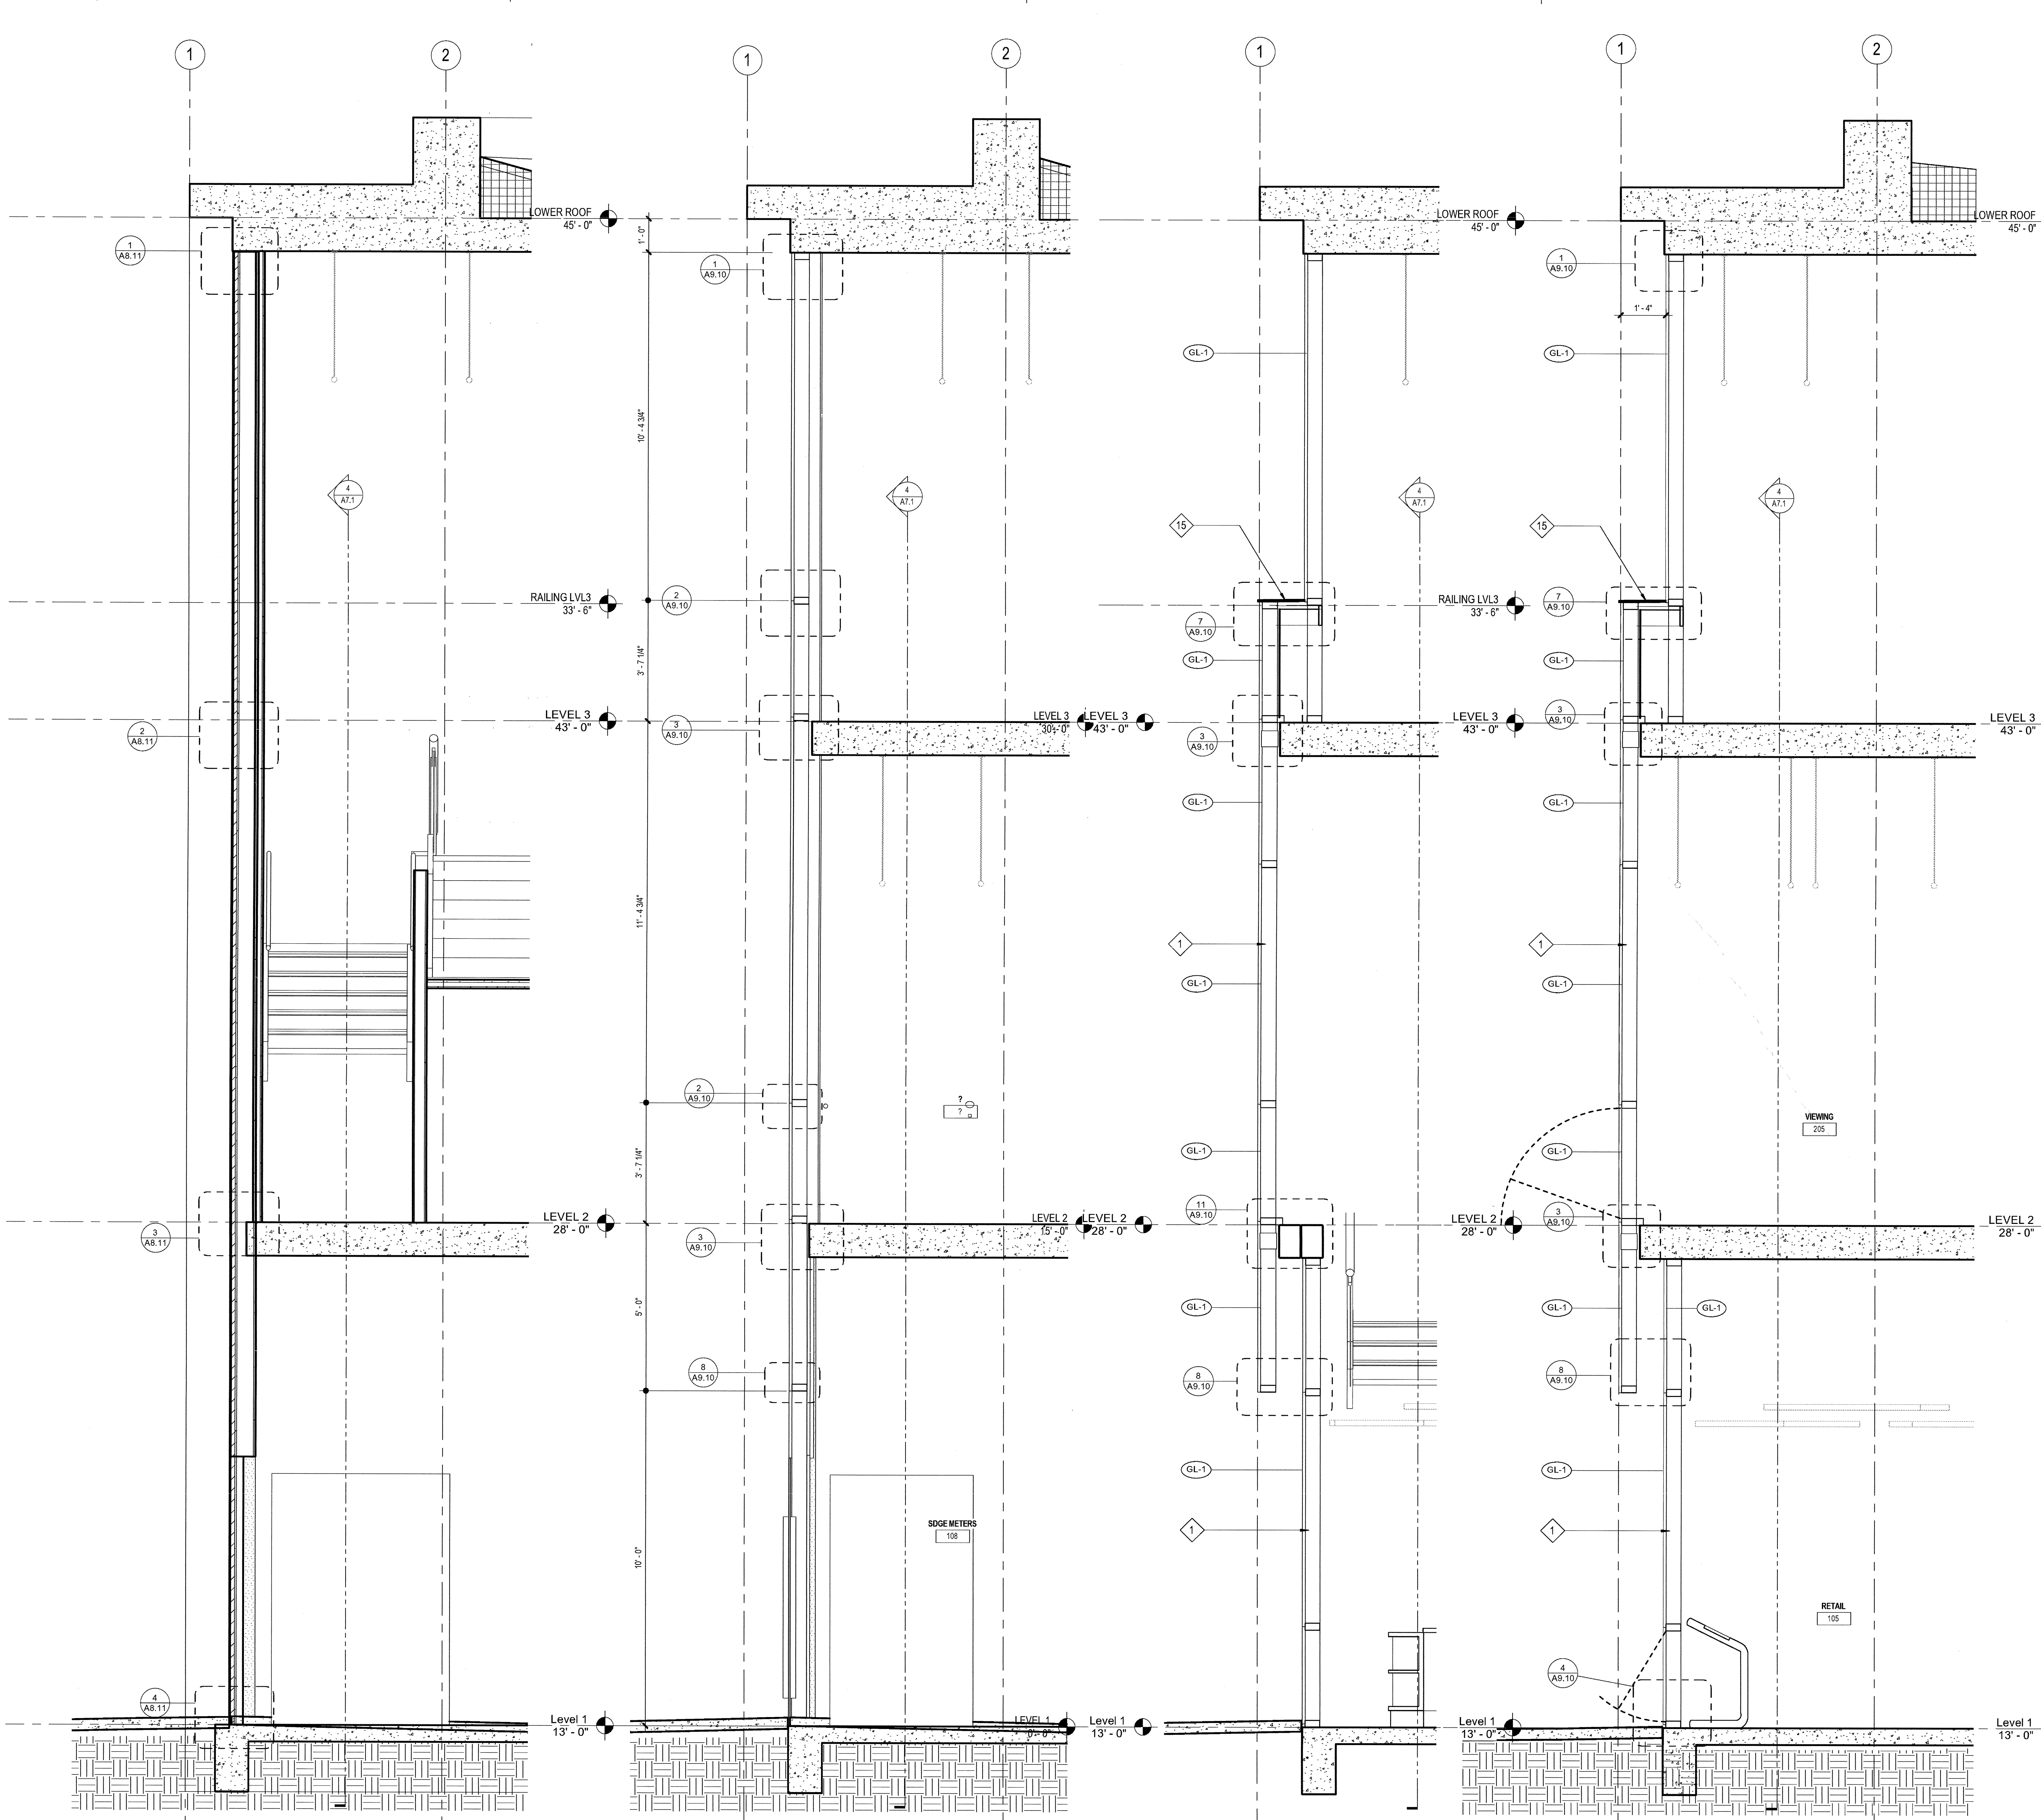 1
2
1
2
1
1
2
LOWER ROOF
45' - 0"
1' - 0"
LOWER ROOF
45' - 0"
LOWER ROOF
45' - 0"
1
A8.11
1
A9.10
1
A9.10
1' - 4"
GL-1
GL-1
10' - 4 3/4"
4
A7.1
4
A7.1
4
A7.1
4
A7.1
15
15
RAILING LVL3
33' - 6"
2
A9.10
RAILING LVL3
33' - 6"
7
A9.10
7
A9.10
3' - 7 1/4"
GL-1
GL-1
LEVEL 3
43' - 0"
2
A8.11
3
A9.10
LEVEL 3
30' - 0"
LEVEL 3
43' - 0"
3
A9.10
LEVEL 3
43' - 0"
3
A9.10
LEVEL 3
43' - 0"
GL-1
GL-1
11' - 4 3/4"
1
1
GL-1
GL-1
2
A9.10
?
?
VIEWING
205
3' - 7 1/4"
GL-1
GL-1
3
A8.11
LEVEL 2
28' - 0"
3
A9.10
LEVEL 2
15' - 0"
LEVEL 2
28' - 0"
11
A9.10
LEVEL 2
28' - 0"
3
A9.10
LEVEL 2
28' - 0"
5' - 0"
GL-1
GL-1
GL-1
8
A9.10
8
A9.10
8
A9.10
GL-1
GL-1
10' - 0"
SDGE METERS
108
1
1
RETAIL
105
4
A8.11
4
A9.10
Level 1
13' - 0"
LEVEL 1
0' - 0"
Level 1
13' - 0"
Level 1
13' - 0"
Level 1
13' - 0"